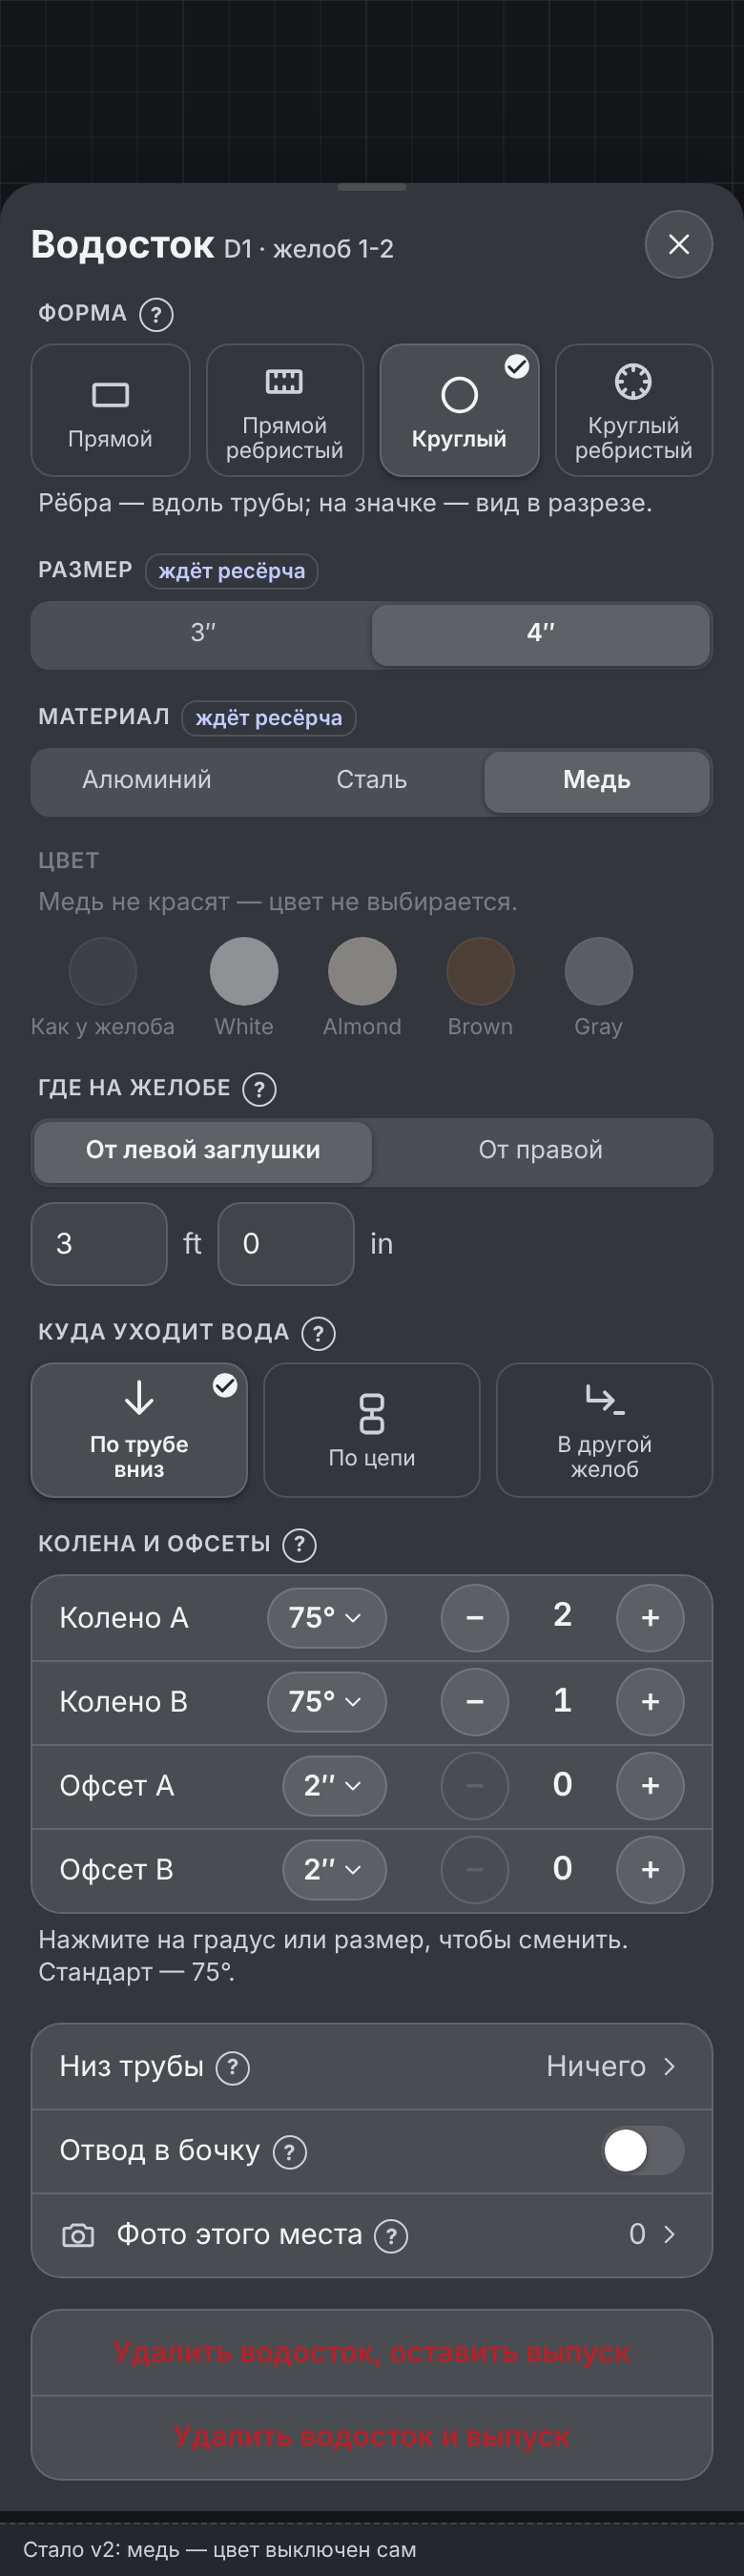 Водосток D1 · желоб 1-2
ФОРМА ?
Прямой
Прямой ребристый
Круглый
Круглый ребристый
Рёбра — вдоль трубы; на значке — вид в разрезе.
РАЗМЕР ждёт ресёрча
3″ 4″
МАТЕРИАЛ ждёт ресёрча
Алюминий Сталь Медь
ЦВЕТ
Медь не красят — цвет не выбирается.
Как у желоба White Almond Brown Gray
ГДЕ НА ЖЕЛОБЕ ?
От левой заглушки От правой
3 ft 0 in
КУДА УХОДИТ ВОДА ?
По трубе вниз
По цепи
В другой желоб
КОЛЕНА И ОФСЕТЫ ?
Колено A 75° − 2 +
Колено B 75° − 1 +
Офсет A 2″ − 0 +
Офсет B 2″ − 0 +
Нажмите на градус или размер, чтобы сменить.
Стандарт — 75°.
Низ трубы ? Ничего
Отвод в бочку ?
Фото этого места ? 0
Удалить водосток, оставить выпуск
Удалить водосток и выпуск
Стало v2: медь — цвет выключен сам